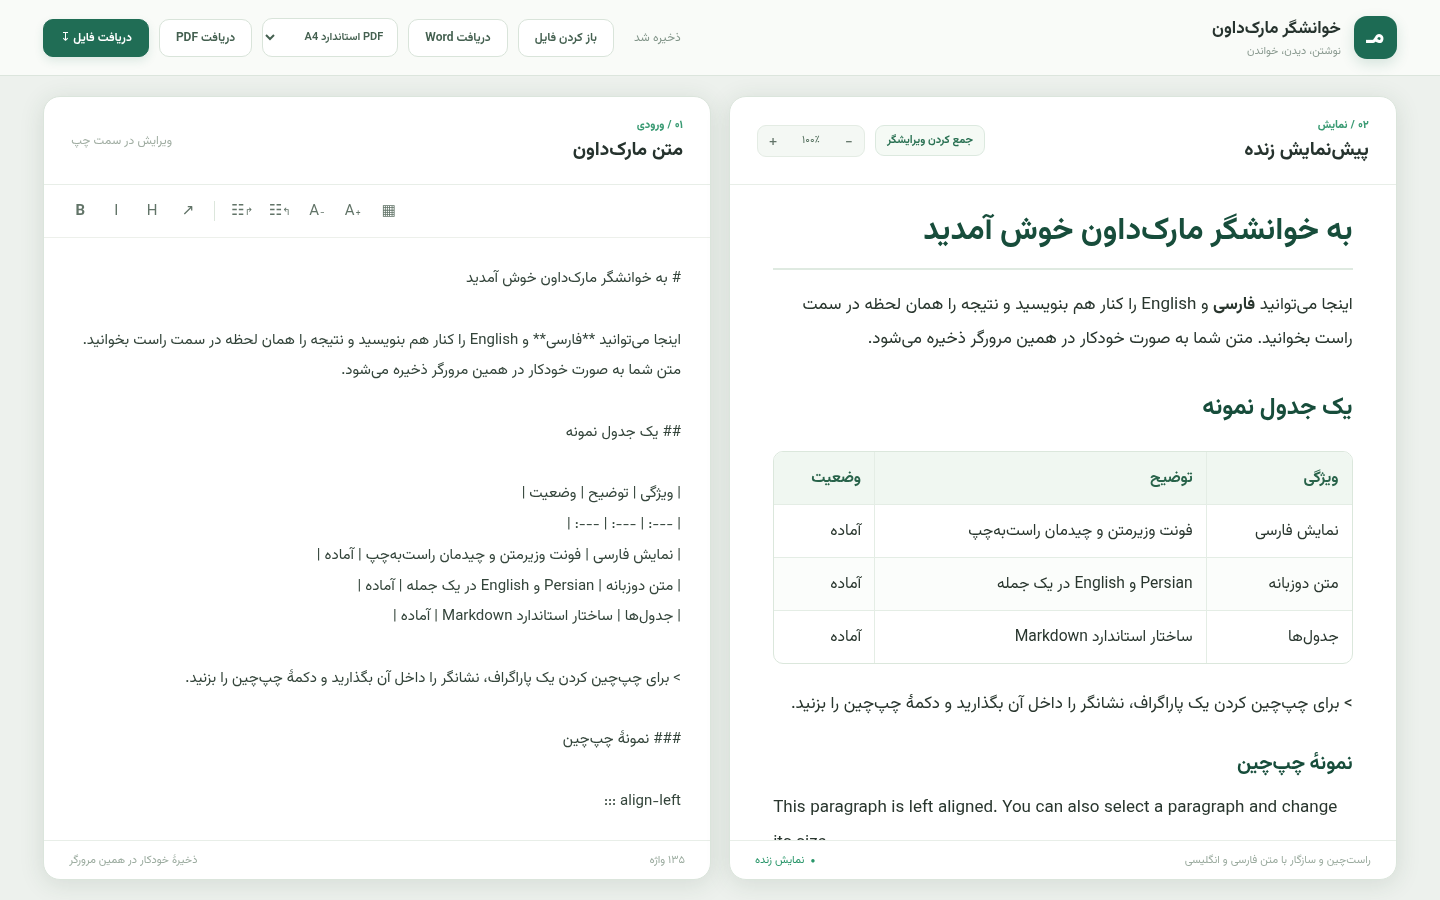 مـ
خوانشگر مارک‌داون
نوشتن، دیدن، خواندن
ذخیره شد
باز کردن فایل
دریافت Word
PDF استاندارد A4
دریافت PDF
دریافت فایل ↧
۰۲ / نمایش
پیش‌نمایش زنده
جمع کردن ویرایشگر
− ۱۰۰٪ +
به خوانشگر مارک‌داون خوش آمدید
اینجا می‌توانید فارسی و English را کنار هم بنویسید و نتیجه را همان لحظه در سمت
راست بخوانید. متن شما به صورت خودکار در همین مرورگر ذخیره می‌شود.
یک جدول نمونه
ویژگی توضیح وضعیت
نمایش فارسی فونت وزیرمتن و چیدمان راست‌به‌چپ آماده
متن دوزبانه Persian و English در یک جمله آماده
جدول‌ها ساختار استاندارد Markdown آماده
> برای چپ‌چین کردن یک پاراگراف، نشانگر را داخل آن بگذارید و دکمهٔ چپ‌چین را بزنید.
نمونهٔ چپ‌چین
This paragraph is left aligned. You can also select a paragraph and change
its size.
راست‌چین و سازگار با متن فارسی و انگلیسی
• نمایش زنده
۰۱ / ورودی
متن مارک‌داون
ویرایش در سمت چپ
B I H ↗ A- A+
# به خوانشگر مارک‌داون خوش آمدید
اینجا می‌توانید **فارسی** و English را کنار هم بنویسید و نتیجه را همان لحظه در سمت راست بخوانید.
متن شما به صورت خودکار در همین مرورگر ذخیره می‌شود.
## یک جدول نمونه
| ویژگی | توضیح | وضعیت |
| ---: | ---: | ---: |
| نمایش فارسی | فونت وزیرمتن و چیدمان راست‌به‌چپ | آماده |
| متن دوزبانه | Persian و English در یک جمله | آماده |
| جدول‌ها | ساختار استاندارد Markdown | آماده |
> برای چپ‌چین کردن یک پاراگراف، نشانگر را داخل آن بگذارید و دکمهٔ چپ‌چین را بزنید.
### نمونهٔ چپ‌چین
::: align-left
۱۳۵ واژه
ذخیرهٔ خودکار در همین مرورگر